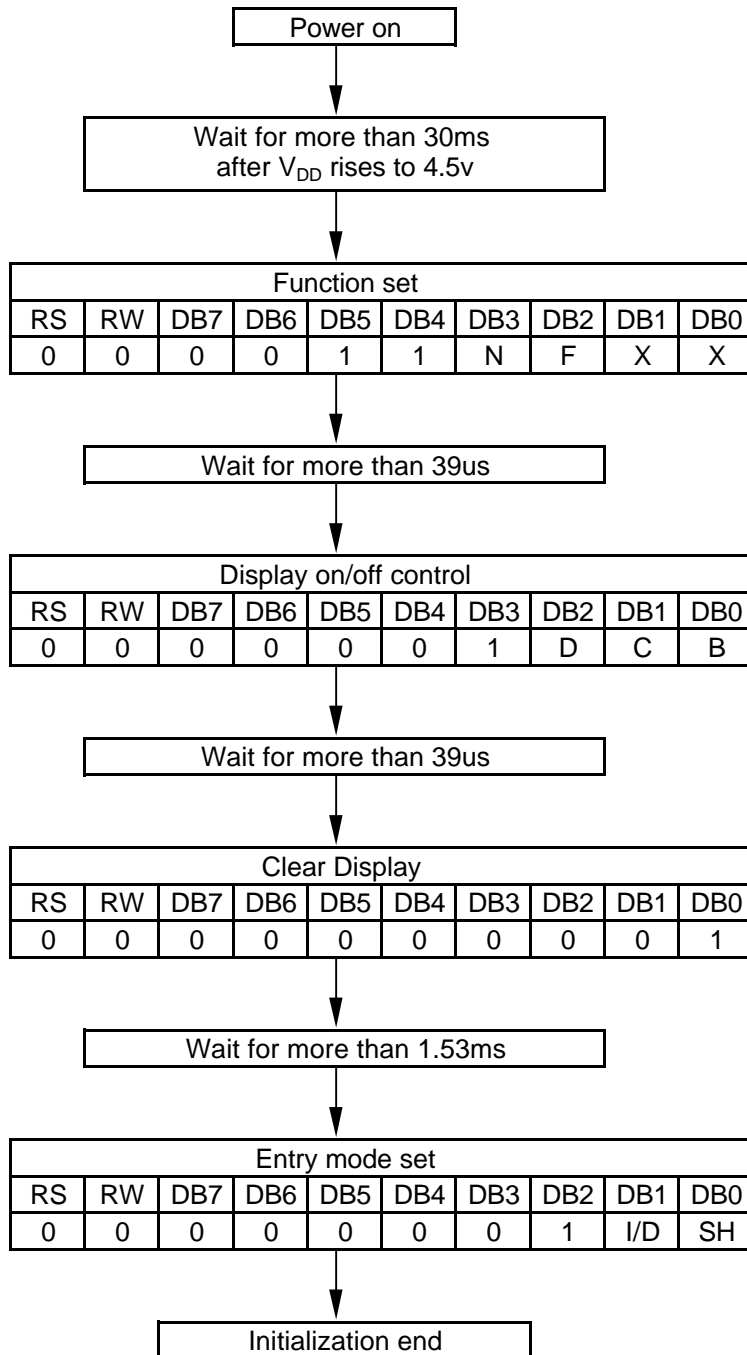 Power on
Wait for more than 30ms
after VDD rises to 4.5v
Function set
RS RW DB7 DB6 DB5 DB4 DB3 DB2 DB1 DB0
0 0 0 0 1 1 N F X X
Wait for more than 39us
Display on/off control
RS RW DB7 DB6 DB5 DB4 DB3 DB2 DB1 DB0
0 0 0 0 0 0 1 D C B
Wait for more than 39us
Clear Display
RS RW DB7 DB6 DB5 DB4 DB3 DB2 DB1 DB0
0 0 0 0 0 0 0 0 0 1
Wait for more than 1.53ms
Entry mode set
RS RW DB7 DB6 DB5 DB4 DB3 DB2 DB1 DB0
0 0 0 0 0 0 0 1 I/D SH
Initialization end